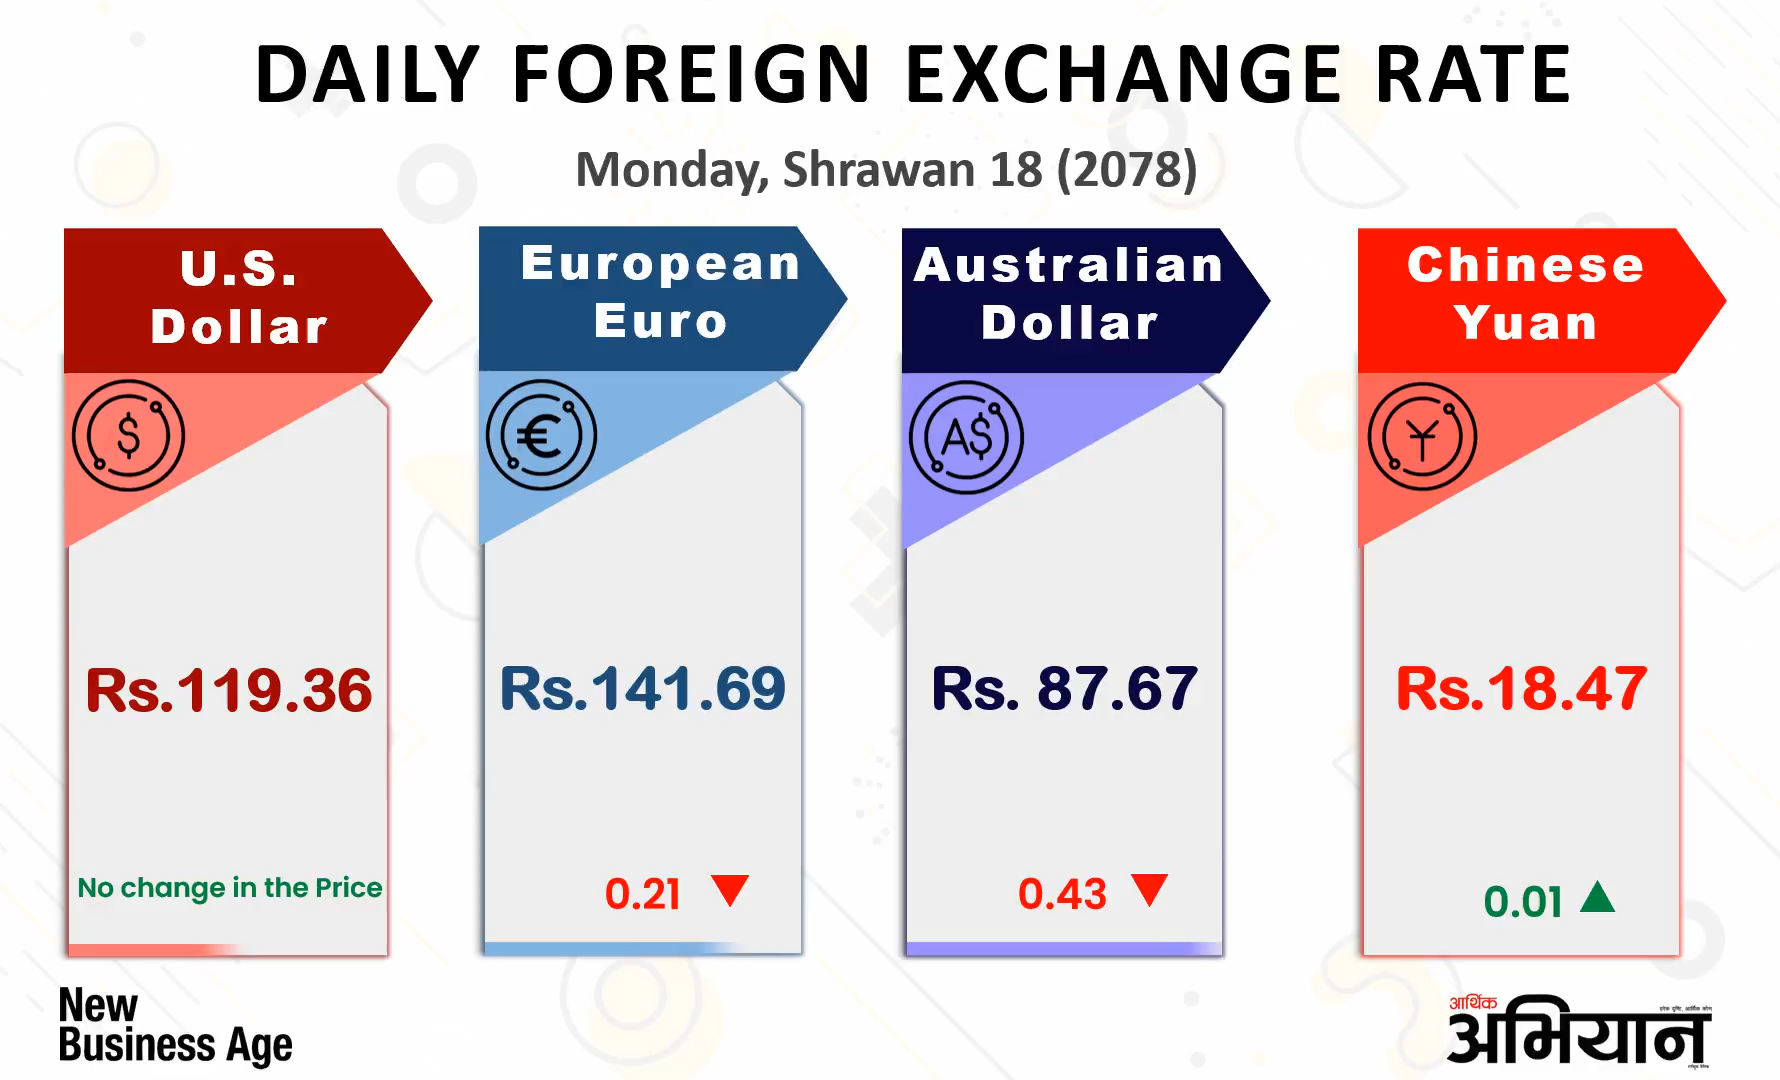 DAILY FOREIGN EXCHANGE RATE
Monday, Shrawan 18 (2078)
U.S.
Dollar
$
Rs.119.36
No change in the Price
European
Euro
€
Rs.141.69
0.21 ▼
Australian
Dollar
A$
Rs. 87.67
0.43 ▼
Chinese
Yuan
¥
Rs.18.47
0.01 ▲
New
Business Age
आर्थिक
अभियान